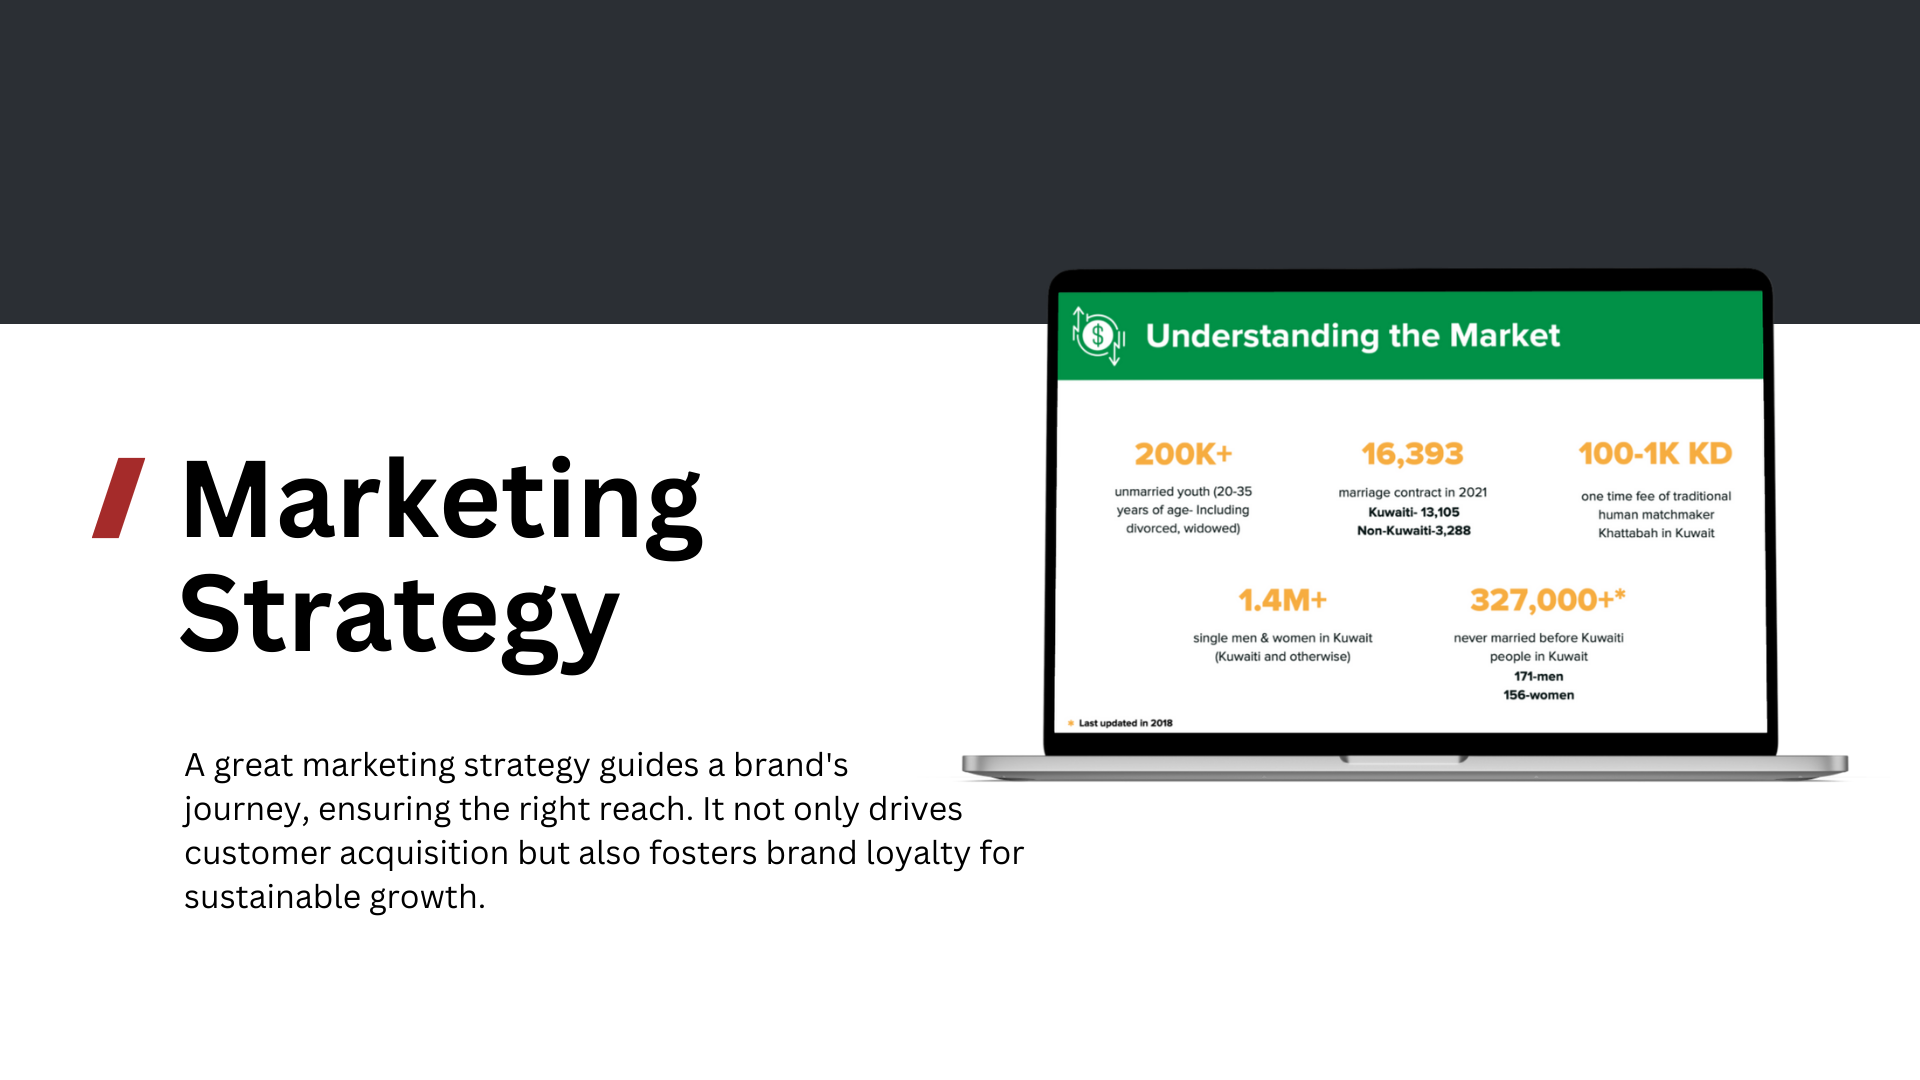 Marketing
Strategy
A great marketing strategy guides a brand's
journey, ensuring the right reach. It not only drives
customer acquisition but also fosters brand loyalty for
sustainable growth.
$
Understanding the Market
200K+
unmarried youth (20-35
years of age- Including
divorced, widowed)
16,393
marriage contract in 2021
Kuwaiti- 13,105
Non-Kuwaiti-3,288
100-1K KD
one time fee of traditional
human matchmaker
Khattabah in Kuwait
1.4M+
single men & women in Kuwait
(Kuwaiti and otherwise)
327,000+*
never married before Kuwaiti
people in Kuwait
171-men
156-women
* Last updated in 2018